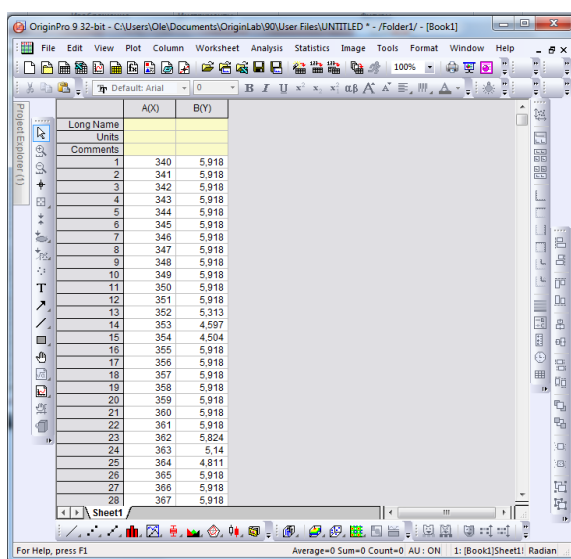 OriginPro 9 32-bit - C:\Users\Ole\Documents\OriginLab\90\User Files\UNTITLED * - /Folder1/ - [Book1]
File Edit View Plot Column Worksheet Analysis Statistics Image Tools Format Window Help
100%
Default: Arial 0 B I U x² x₂ αβ A A
Project Explorer (1)
A(X) B(Y)
Long Name
Units
Comments
1 340 5,918
2 341 5,918
3 342 5,918
4 343 5,918
5 344 5,918
6 345 5,918
7 346 5,918
8 347 5,918
9 348 5,918
10 349 5,918
11 350 5,918
12 351 5,918
13 352 5,313
14 353 4,597
15 354 4,504
16 355 5,918
17 356 5,918
18 357 5,918
19 358 5,918
20 359 5,918
21 360 5,918
22 361 5,918
23 362 5,824
24 363 5,14
25 364 4,811
26 365 5,918
27 366 5,918
28 367 5,918
Sheet1
For Help, press F1 Average=0 Sum=0 Count=0 AU : ON 1: [Book1]Sheet1! Radian